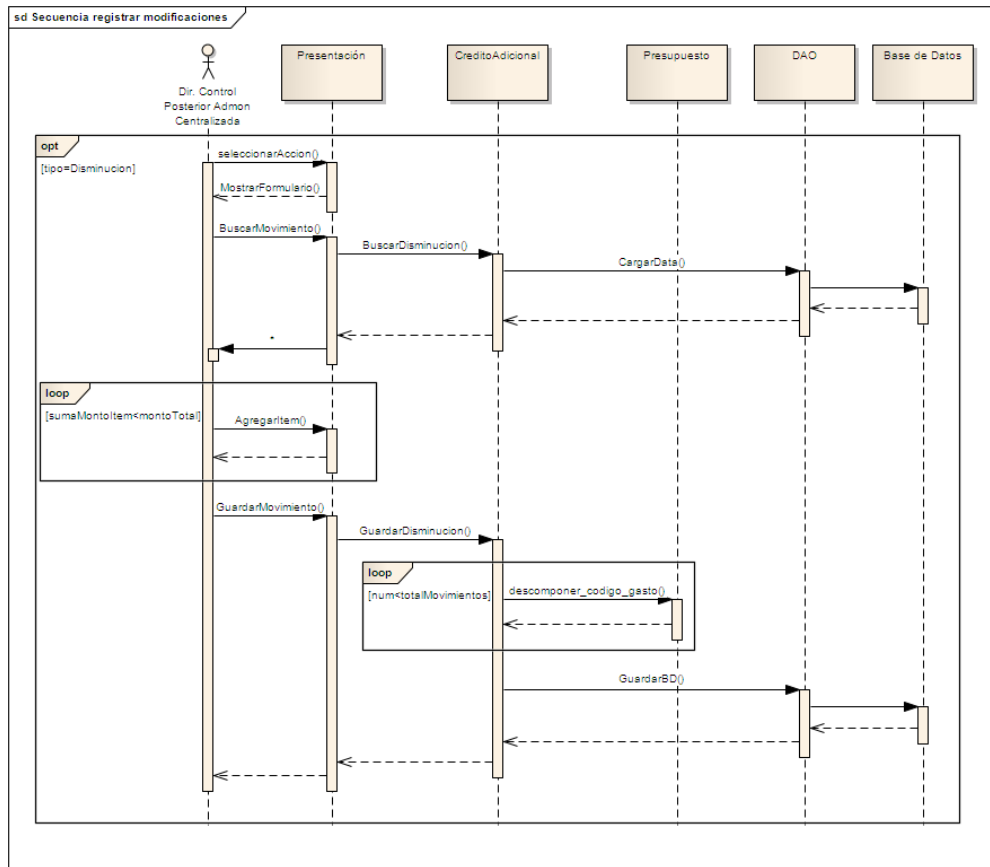 sd Secuencia registrar modificaciones
Presentación
CreditoAdicional
Presupuesto
DAO
Base de Datos
Dir. Control
Posterior Admon
Centralizada
opt
[tipo=Disminucion]
seleccionarAccion()
MostrarFormulario()
BuscarMovimiento()
BuscarDisminucion()
CargarData()
loop
[sumaMontoItem<montoTotal]
AgregarItem()
GuardarMovimiento()
GuardarDisminucion()
loop
[num<totalMovimientos]
descomponer_codigo_gasto()
GuardarBD()